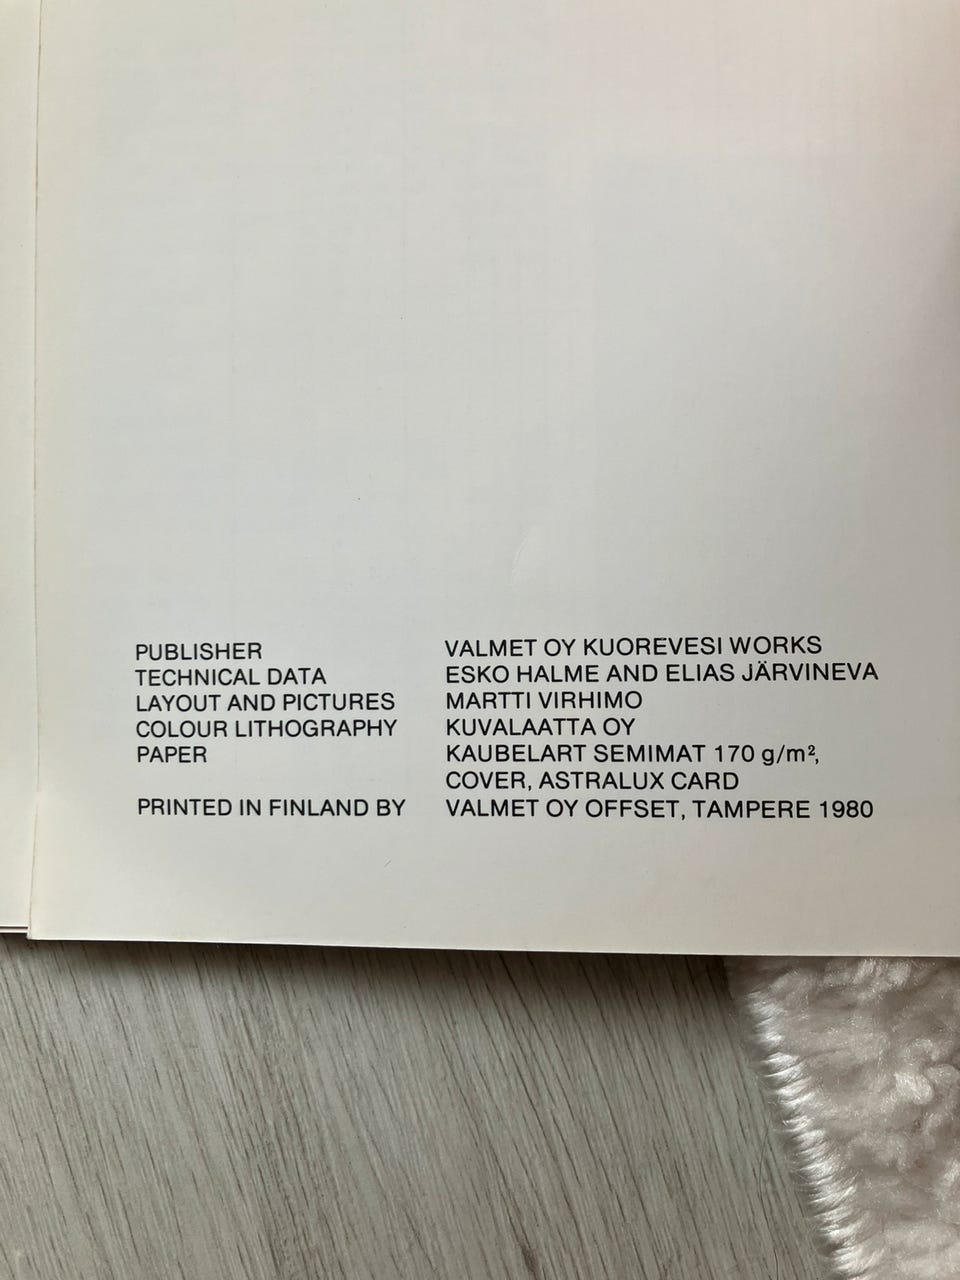 PUBLISHER VALMET OY KUOREVESI WORKS
TECHNICAL DATA ESKO HALME AND ELIAS JÄRVINEVA
LAYOUT AND PICTURES MARTTI VIRHIMO
COLOUR LITHOGRAPHY KUVALAATTA OY
PAPER KAUBELART SEMIMAT 170 g/m²,
COVER, ASTRALUX CARD
PRINTED IN FINLAND BY VALMET OY OFFSET, TAMPERE 1980